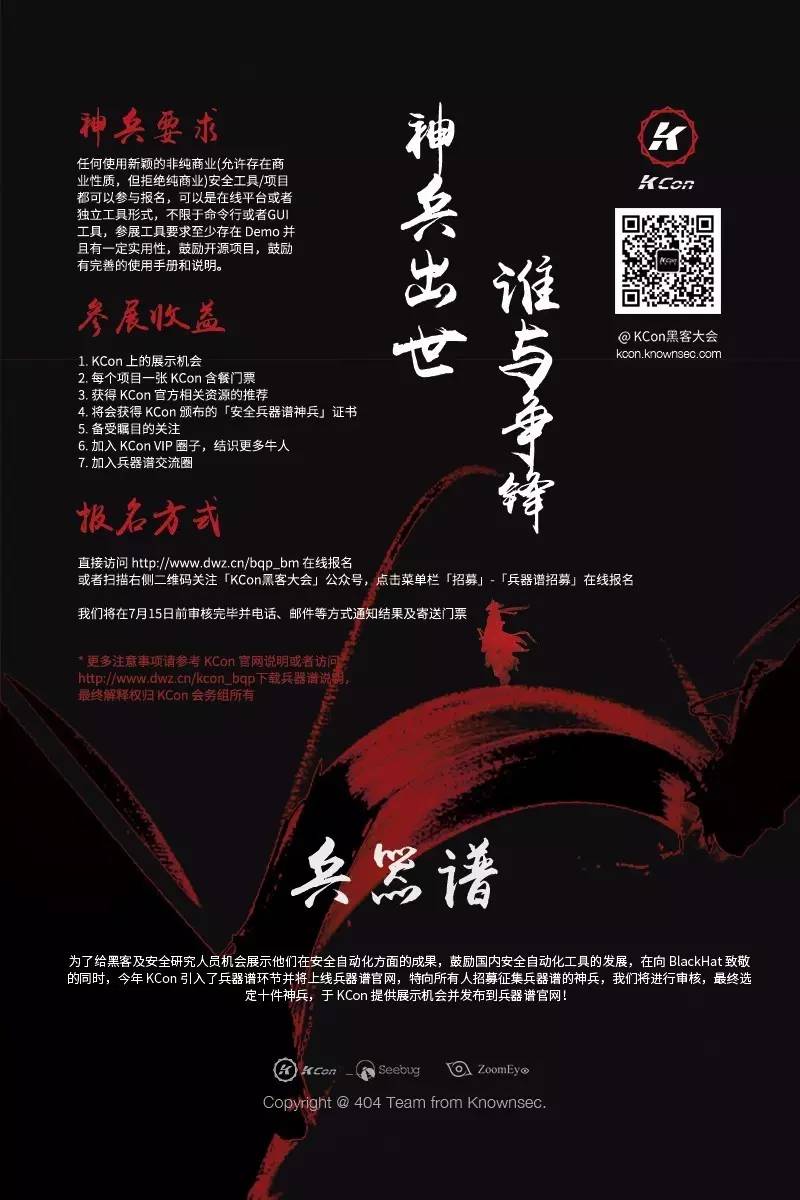 神兵要求
任何使用新颖的非纯商业(允许存在商
业性质，但拒绝纯商业)安全工具/项目
都可以参与报名，可以是在线平台或者
独立工具形式，不限于命令行或者GUI
工具，参展工具要求至少存在 Demo 并
且有一定实用性，鼓励开源项目，鼓励
有完善的使用手册和说明。
参展收益
1. KCon 上的展示机会
2. 每个项目一张 KCon 含餐门票
3. 获得 KCon 官方相关资源的推荐
4. 将会获得 KCon 颁布的「安全兵器谱神兵」证书
5. 备受瞩目的关注
6. 加入 KCon VIP 圈子，结识更多牛人
7. 加入兵器谱交流圈
报名方式
直接访问 http://www.dwz.cn/bqp_bm 在线报名
或者扫描右侧二维码关注「KCon黑客大会」公众号，点击菜单栏「招募」-「兵器谱招募」在线报名
我们将在7月15日前审核完毕并电话、邮件等方式通知结果及寄送门票
* 更多注意事项请参考 KCon 官网说明或者访问
http://www.dwz.cn/kcon_bqp下载兵器谱说明，
最终解释权归 KCon 会务组所有
神兵出世
谁与争锋
KCon
@ KCon黑客大会
kcon.knownsec.com
兵器谱
为了给黑客及安全研究人员机会展示他们在安全自动化方面的成果，鼓励国内安全自动化工具的发展，在向 BlackHat 致敬
的同时，今年 KCon 引入了兵器谱环节并将上线兵器谱官网，特向所有人招募征集兵器谱的神兵，我们将进行审核，最终选
定十件神兵，于 KCon 提供展示机会并发布到兵器谱官网！
KCon Seebug ZoomEye
Copyright @ 404 Team from Knownsec.